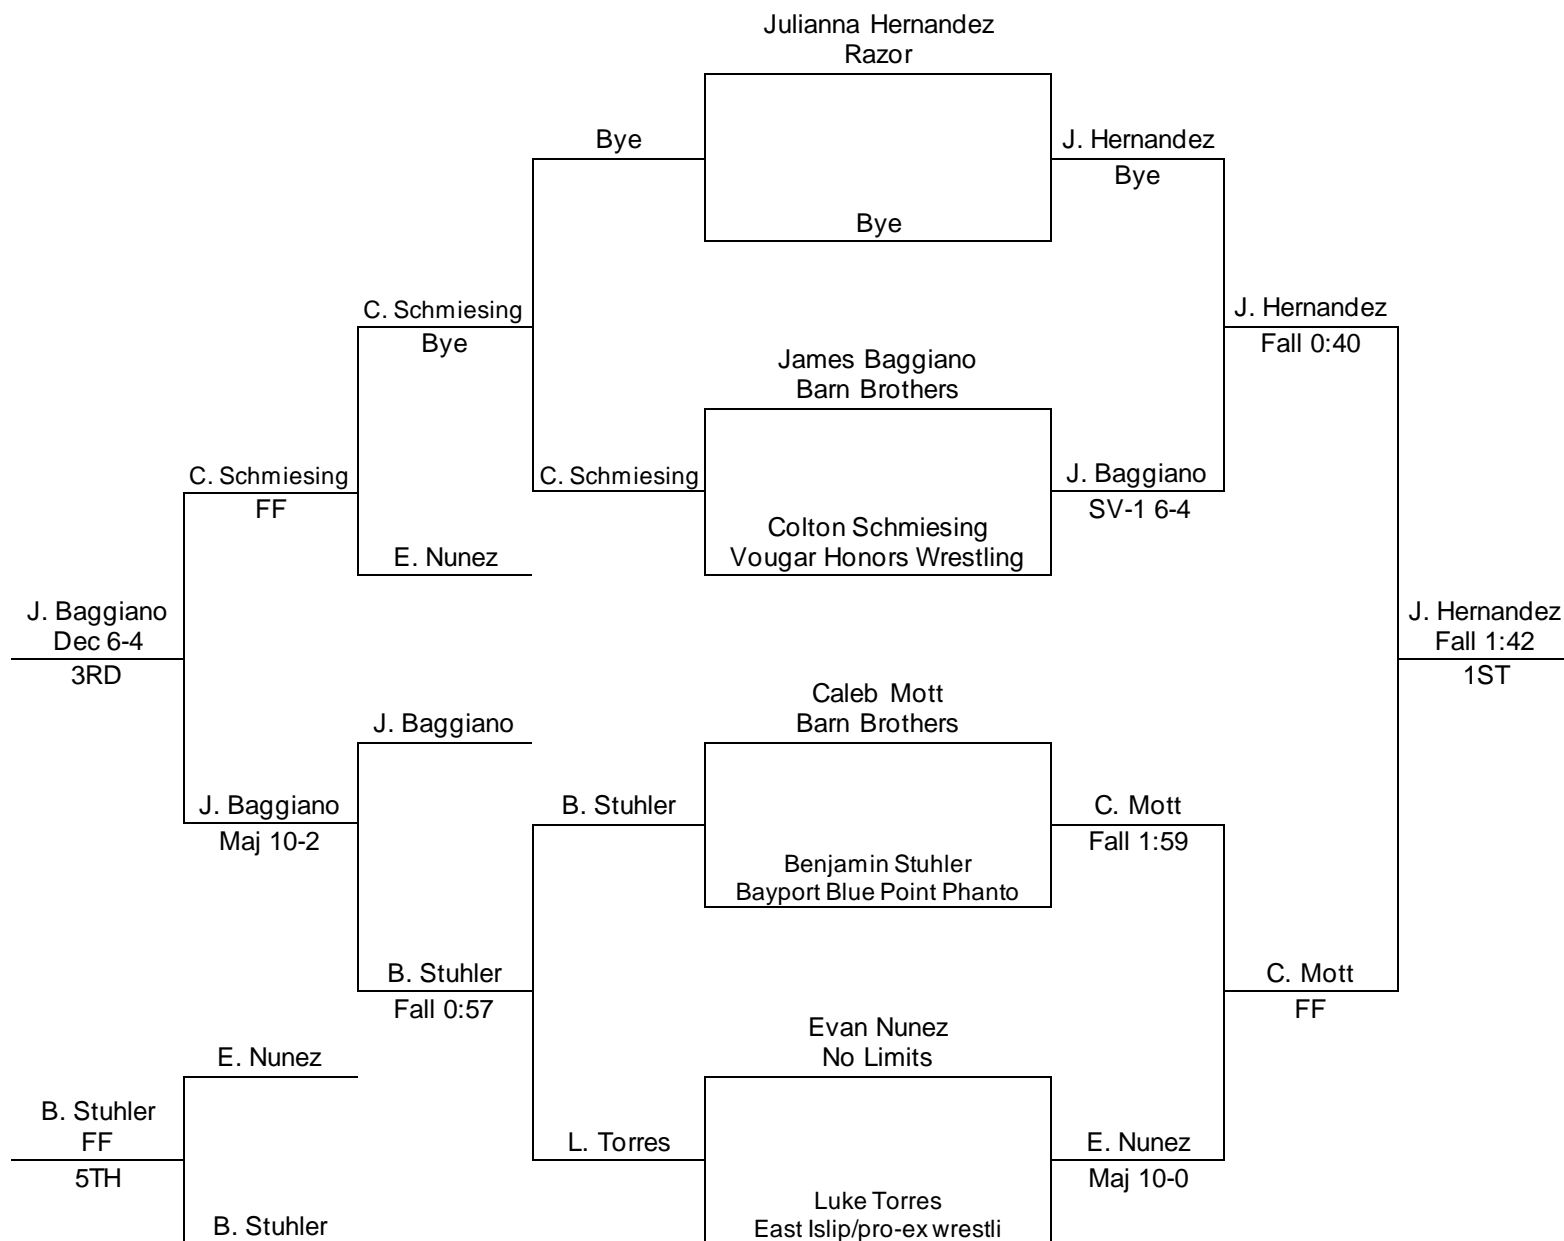 Julianna Hernandez
Razor
Bye
J. Hernandez
Bye
Bye
C. Schmiesing
Bye
J. Hernandez
Fall 0:40
James Baggiano
Barn Brothers
C. Schmiesing
FF
C. Schmiesing
J. Baggiano
SV-1 6-4
Colton Schmiesing
Vougar Honors Wrestling
E. Nunez
J. Baggiano
Dec 6-4
3RD
J. Hernandez
Fall 1:42
1ST
Caleb Mott
Barn Brothers
J. Baggiano
J. Baggiano
Maj 10-2
B. Stuhler
C. Mott
Fall 1:59
Benjamin Stuhler
Bayport Blue Point Phanto
B. Stuhler
Fall 0:57
C. Mott
FF
Evan Nunez
No Limits
E. Nunez
B. Stuhler
FF
5TH
L. Torres
E. Nunez
Maj 10-0
Luke Torres
East Islip/pro-ex wrestli
B. Stuhler